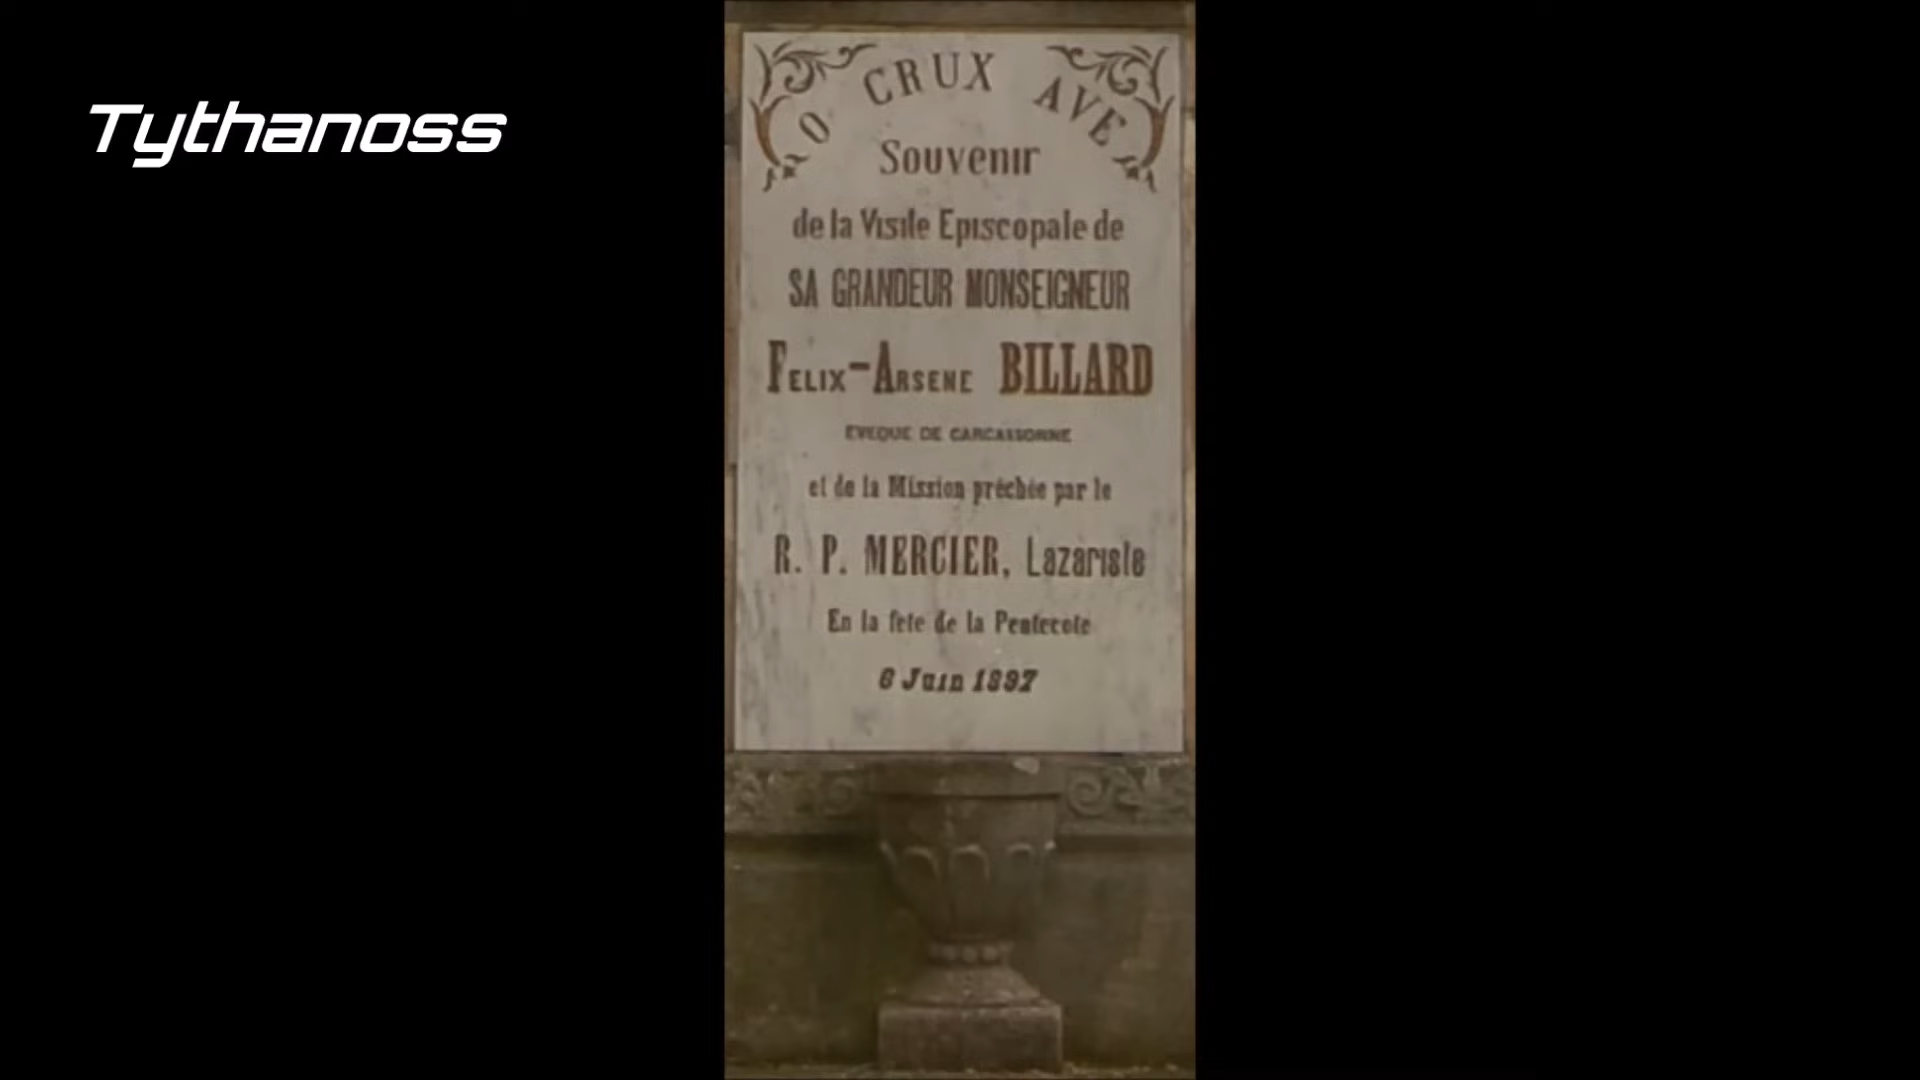 Tythanoss
O CRUX AVE
Souvenir
de la Visite Episcopale de
SA GRANDEUR MONSEIGNEUR
FELIX-ARSENE BILLARD
EVEQUE DE CARCASSONNE
et de la Mission prêchée par le
R. P. MERCIER, Lazariste
En la fete de la Pentecote
6 Juin 1897